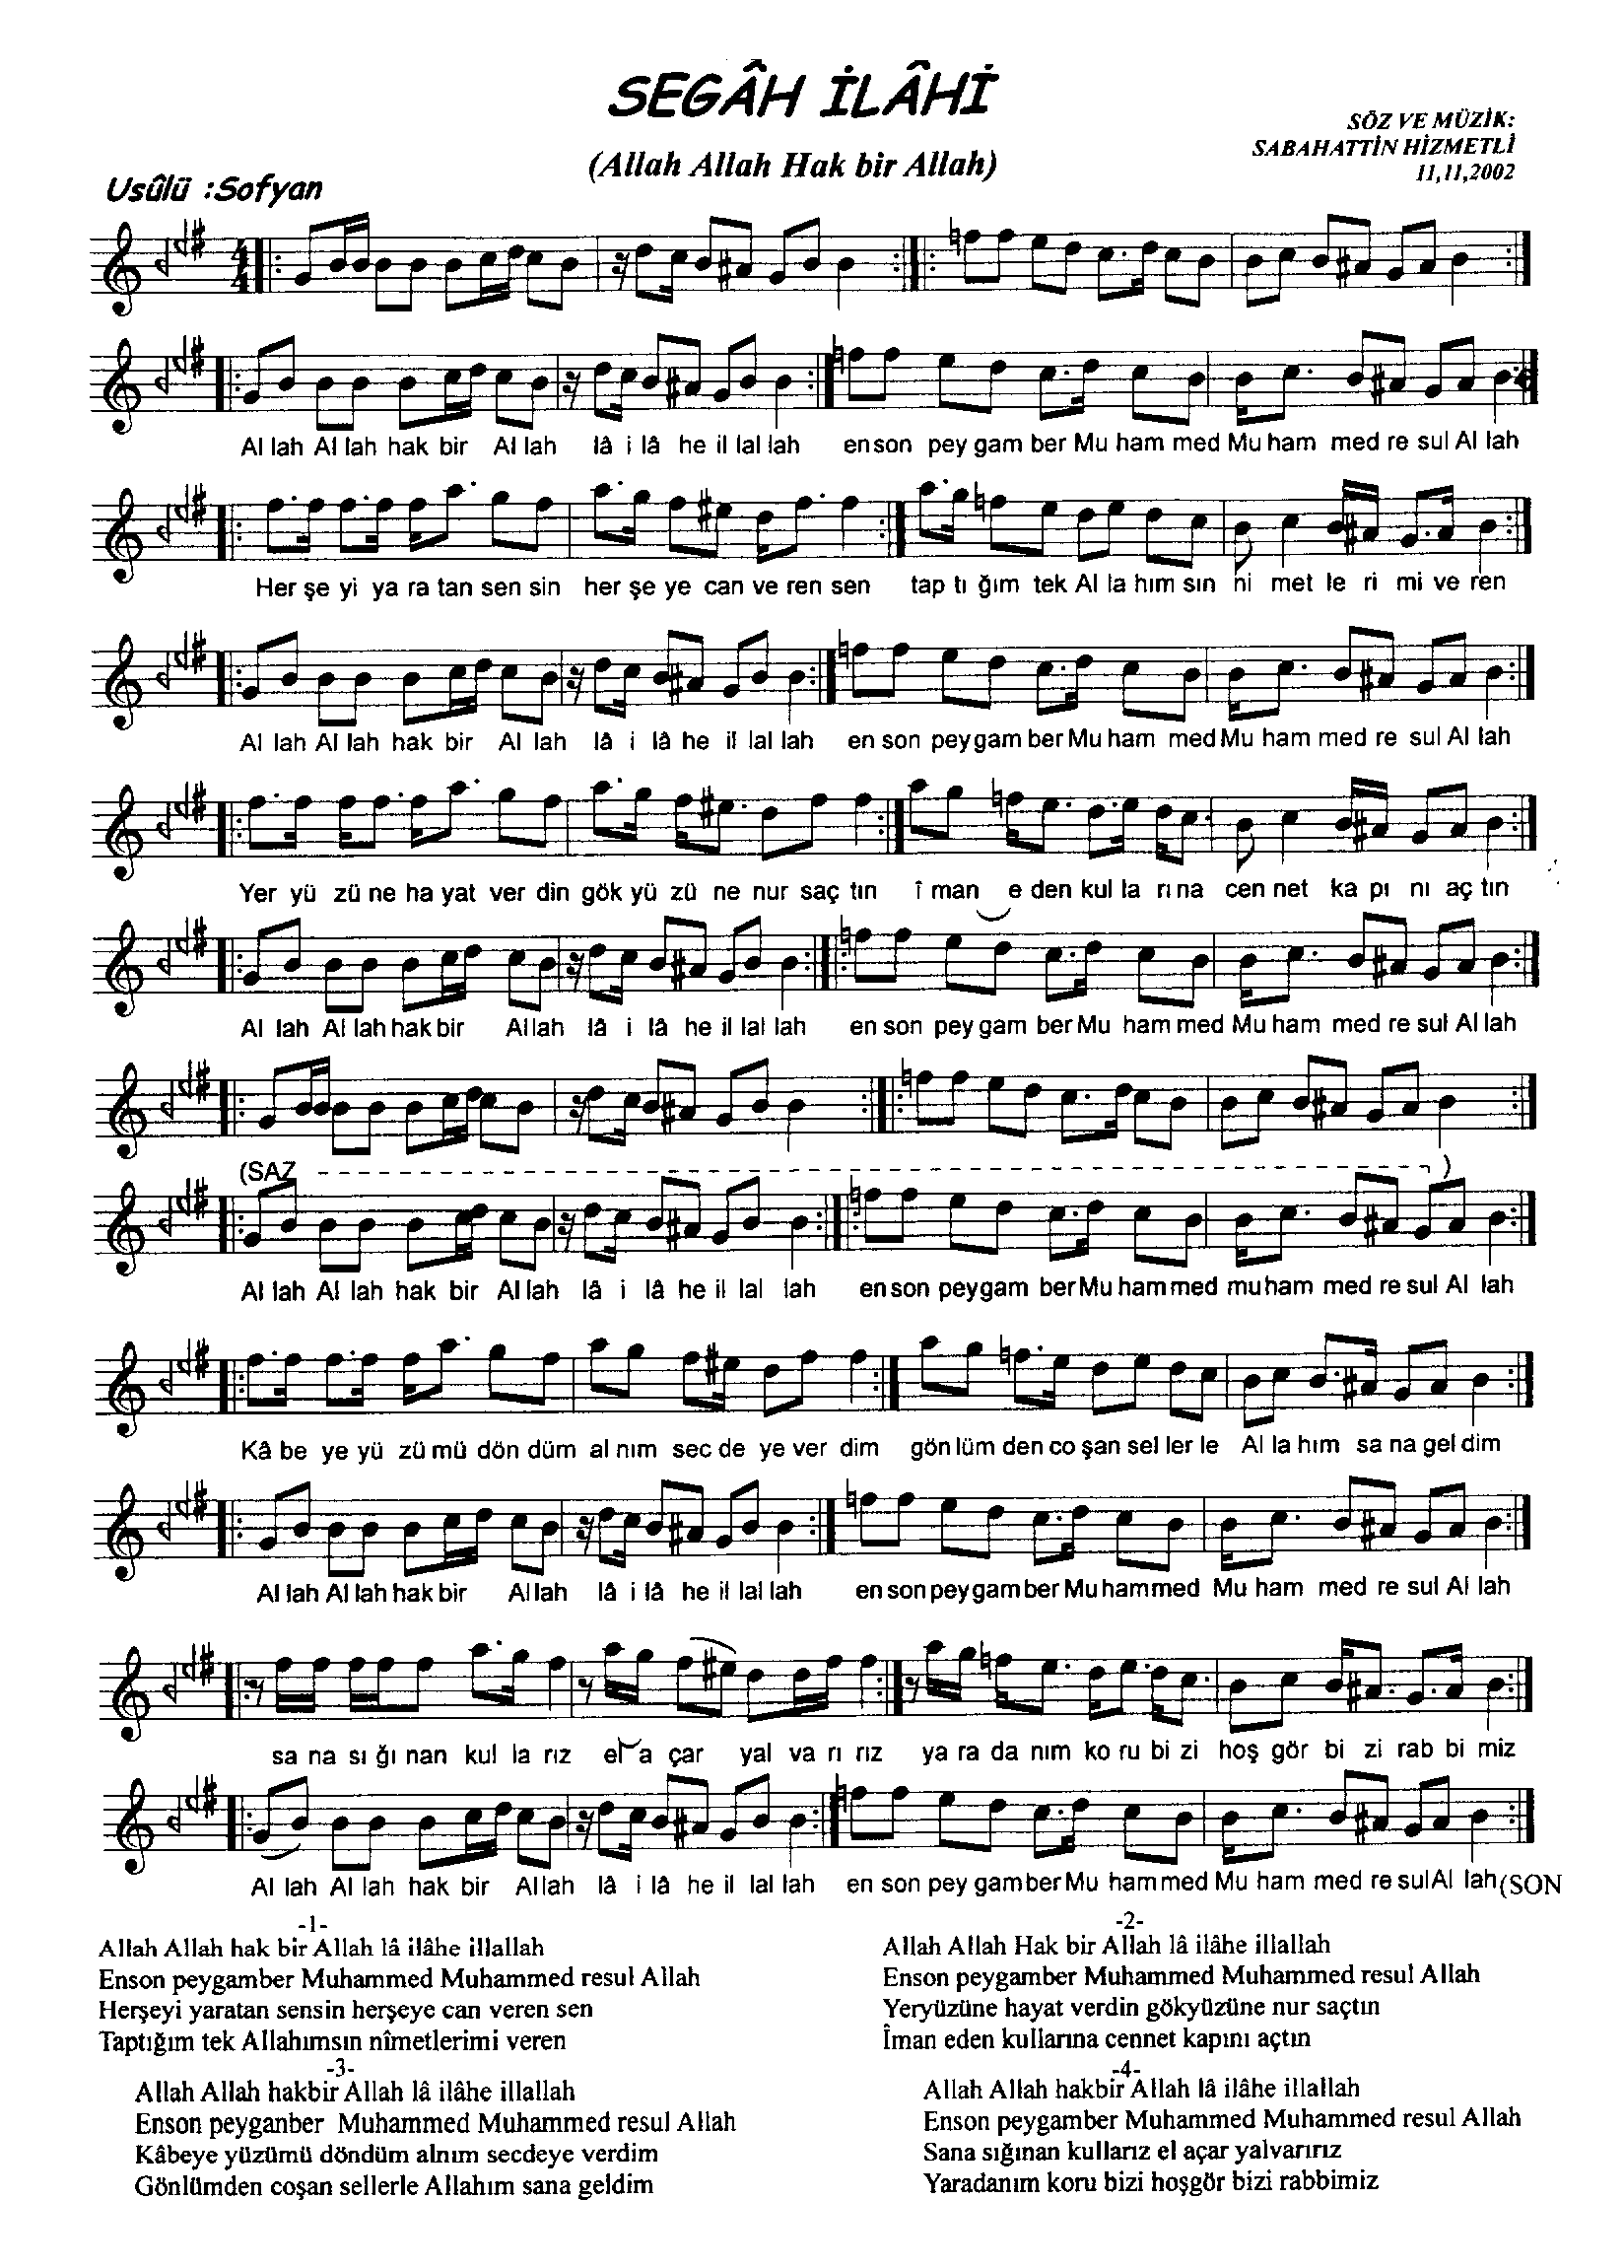 SEGÂH İLÂHİ
(Allah Allah Hak bir Allah)
SÖZ VE MÜZİK:
SABAHATTİN HİZMETLİ
11,11,2002
Usûlü :Sofyan
4/4
Al lah Al lah hak bir Al lah lâ i lâ he il lal lah en son pey gam ber Mu ham med Mu ham med re sul Al lah
Her şe yi ya ra tan sen sin her şe ye can ve ren sen tap tı ğım tek Al la hım sın ni met le ri mi ve ren
Al lah Al lah hak bir Al lah lâ i lâ he il lal lah en son pey gam ber Mu ham med Mu ham med re sul Al lah
Yer yü zü ne ha yat ver din gök yü zü ne nur saç tın î man e den kul la rı na cen net ka pı nı aç tın
Al lah Al lah hak bir Al lah lâ i lâ he il lal lah en son pey gam ber Mu ham med Mu ham med re sul Al lah
(SAZ - - - )
Al lah Al lah hak bir Al lah lâ i lâ he il lal lah en son pey gam ber Mu ham med mu ham med re sul Al lah
Kâ be ye yü zü mü dön düm al nım sec de ye ver dim gön lüm den co şan sel ler le Al la hım sa na gel dim
Al lah Al lah hak bir Al lah lâ i lâ he il lal lah en son pey gam ber Mu ham med Mu ham med re sul Al lah
sa na sı ğı nan kul la rız el a çar yal va rı rız ya ra da nım ko ru bi zi hoş gör bi zi rab bi miz
Al lah Al lah hak bir Al lah lâ i lâ he il lal lah en son pey gam ber Mu ham med Mu ham med re sul Al lah (SON
-1-
Allah Allah hak bir Allah lâ ilâhe illallah
Enson peygamber Muhammed Muhammed resul Allah
Herşeyi yaratan sensin herşeye can veren sen
Taptığım tek Allahımsın nîmetlerimi veren
-2-
Allah Allah Hak bir Allah lâ ilâhe illallah
Enson peygamber Muhammed Muhammed resul Allah
Yeryüzüne hayat verdin gökyüzüne nur saçtın
Îman eden kullarına cennet kapını açtın
-3-
Allah Allah hakbir Allah lâ ilâhe illallah
Enson peyganber Muhammed Muhammed resul Allah
Kâbeye yüzümü döndüm alnım secdeye verdim
Gönlümden coşan sellerle Allahım sana geldim
-4-
Allah Allah hakbir Allah lâ ilâhe illallah
Enson peygamber Muhammed Muhammed resul Allah
Sana sığınan kullarız el açar yalvarırız
Yaradanım koru bizi hoşgör bizi rabbimiz